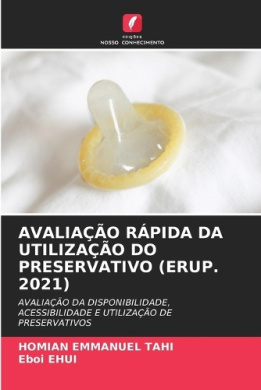 edições
NOSSO CONHECIMENTO
AVALIAÇÃO RÁPIDA DA
UTILIZAÇÃO DO
PRESERVATIVO (ERUP.
2021)
AVALIAÇÃO DA DISPONIBILIDADE,
ACESSIBILIDADE E UTILIZAÇÃO DE
PRESERVATIVOS
HOMIAN EMMANUEL TAHI
Eboi EHUI